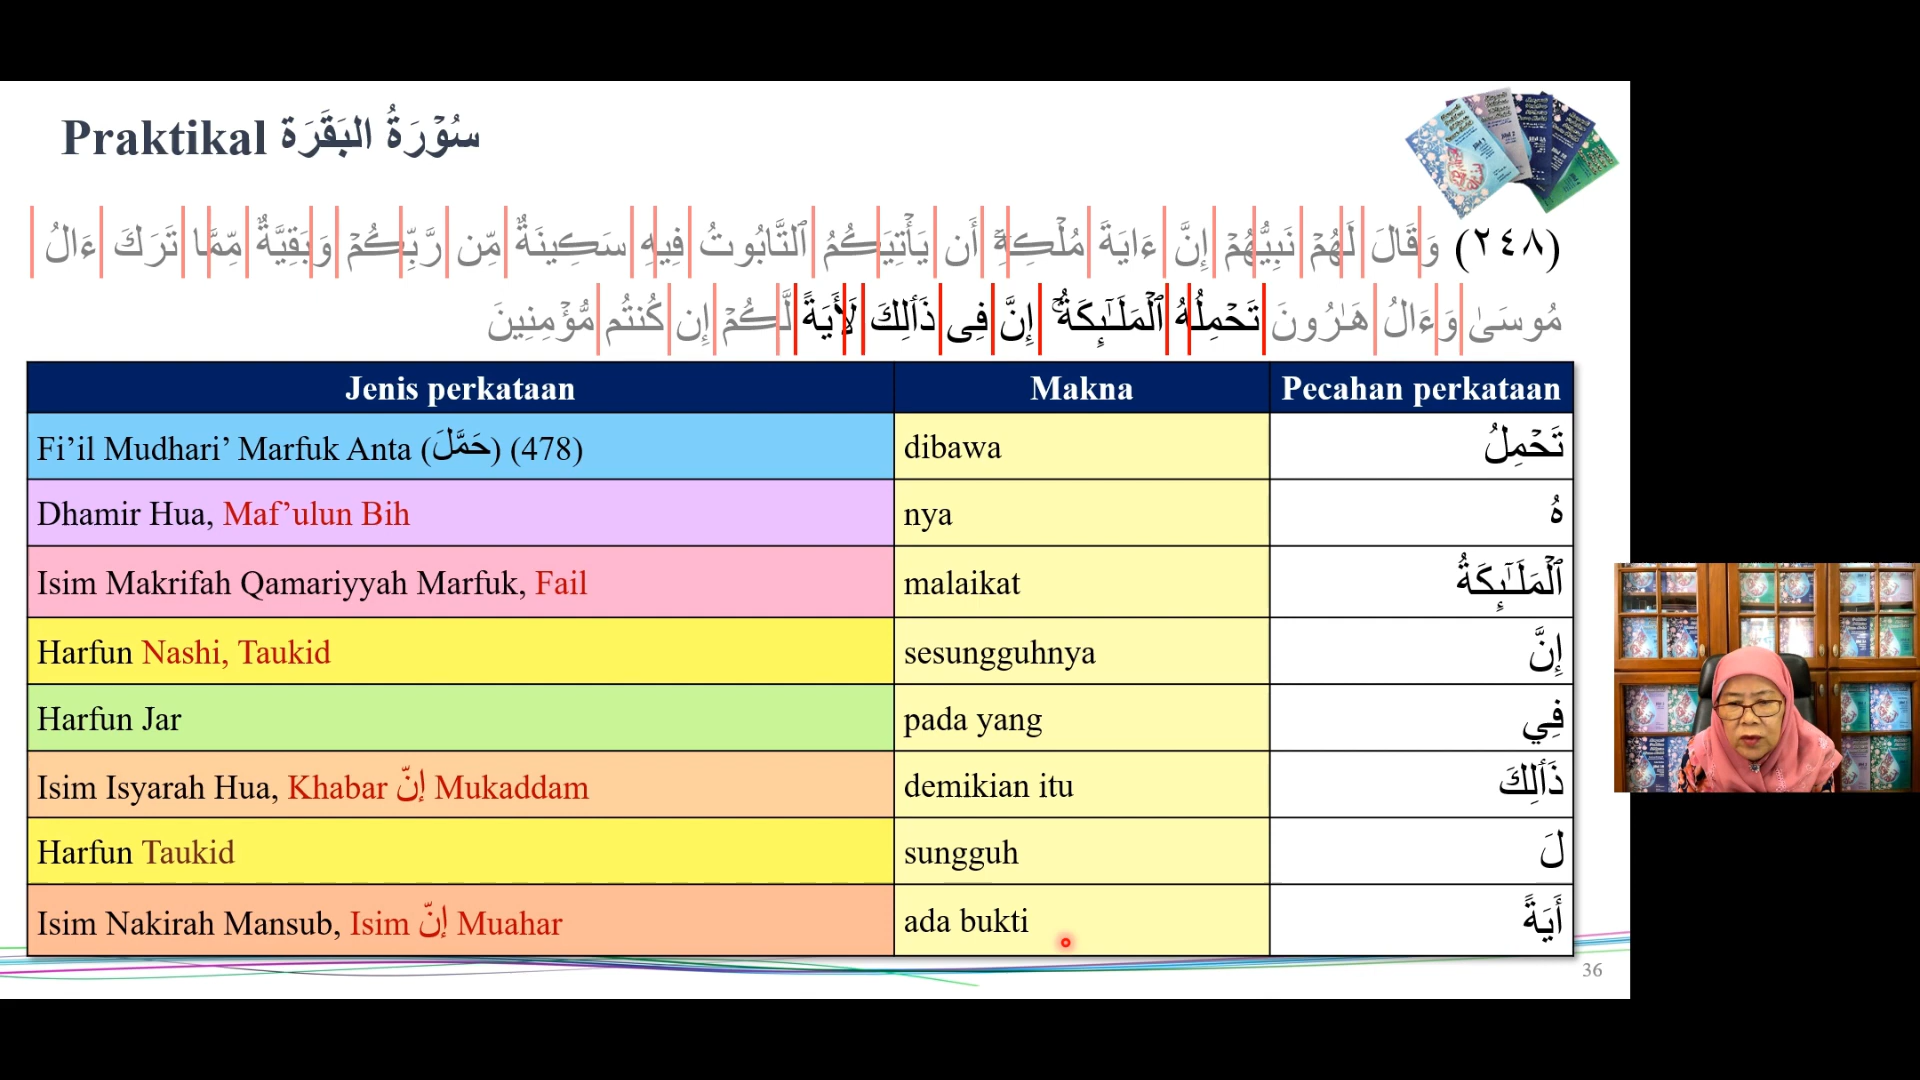 Praktikal سُوْرَةُ البَقَرَة
(٢٤٨) وَقَالَ لَهُمْ نَبِيُّهُمْ إِنَّ ءَايَةَ مُلْكِهِۦٓ أَن يَأْتِيَكُمُ ٱلتَّابُوتُ فِيهِ سَكِينَةٌ مِّن رَّبِّكُمْ وَبَقِيَّةٌ مِّمَّا تَرَكَ ءَالُ
مُوسَىٰ وَءَالُ هَـٰرُونَ تَحْمِلُهُ ٱلْمَلَـٰٓئِكَةُ ۚ إِنَّ فِى ذَٰلِكَ لَأَيَةً لَّكُمْ إِن كُنتُم مُّؤْمِنِينَ
Jenis perkataan Makna Pecahan perkataan
Fi’il Mudhari’ Marfuk Anta (حَمَّلَ) (478) dibawa تَحْمِلُ
Dhamir Hua, Maf’ulun Bih nya هُ
Isim Makrifah Qamariyyah Marfuk, Fail malaikat ٱلْمَلَـٰٓئِكَةُ
Harfun Nashi, Taukid sesungguhnya إِنَّ
Harfun Jar pada yang فِي
Isim Isyarah Hua, Khabar إنّ Mukaddam demikian itu ذَٰلِكَ
Harfun Taukid sungguh لَ
Isim Nakirah Mansub, Isim إنّ Muahar ada bukti أَيَةً
36